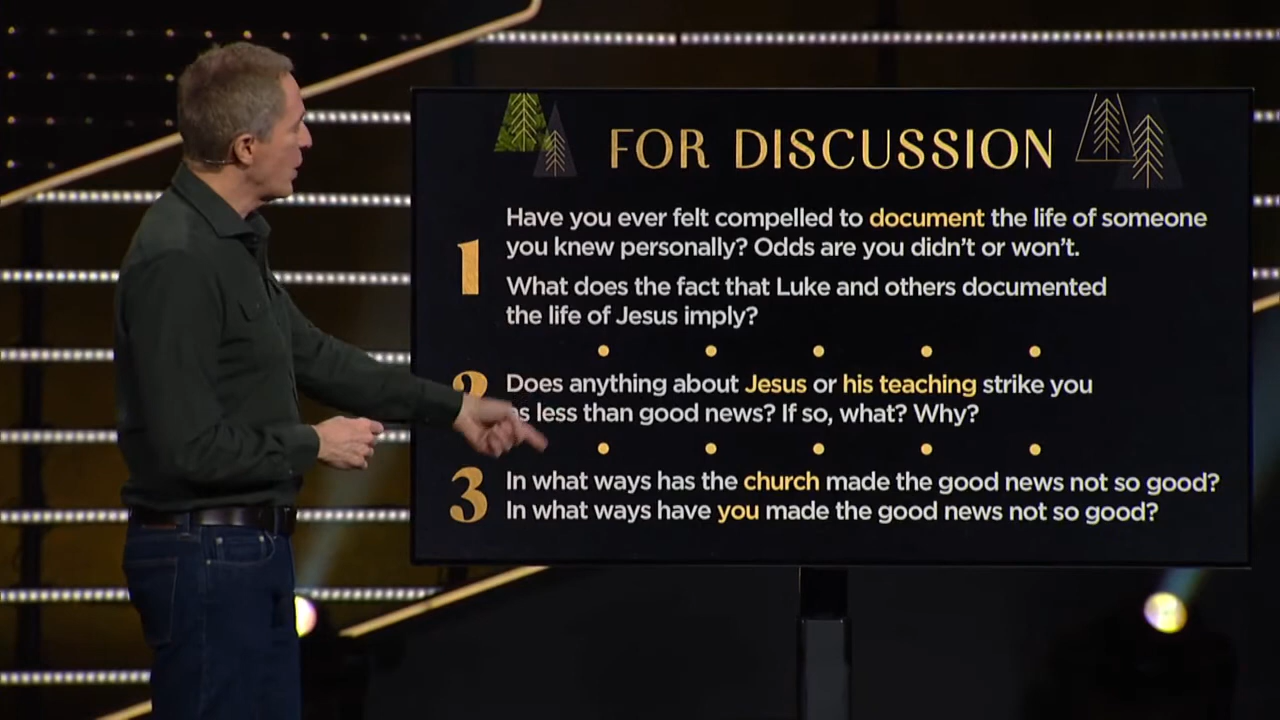 FOR DISCUSSION
1
Have you ever felt compelled to document the life of someone
you knew personally? Odds are you didn't or won't.
What does the fact that Luke and others documented
the life of Jesus imply?
2
Does anything about Jesus or his teaching strike you
as less than good news? If so, what? Why?
3
In what ways has the church made the good news not so good?
In what ways have you made the good news not so good?